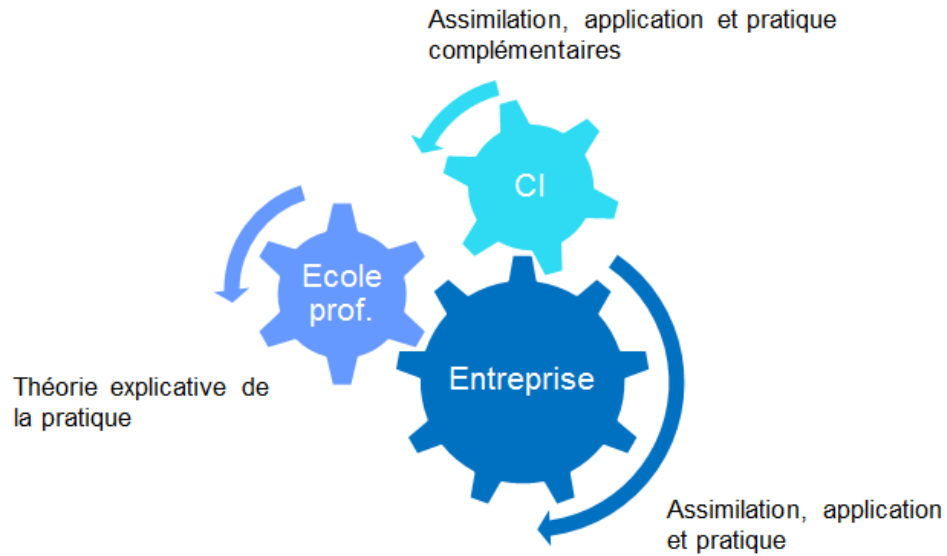 Assimilation, application et pratique
complémentaires
CI
Ecole
prof.
Entreprise
Théorie explicative de
la pratique
Assimilation, application
et pratique